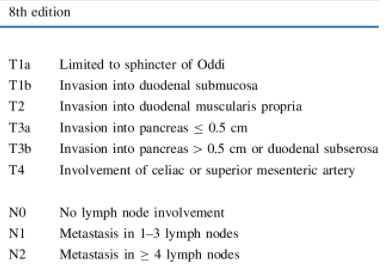 8th edition
T1a Limited to sphincter of Oddi
T1b Invasion into duodenal submucosa
T2 Invasion into duodenal muscularis propria
T3a Invasion into pancreas ≤ 0.5 cm
T3b Invasion into pancreas > 0.5 cm or duodenal subserosa
T4 Involvement of celiac or superior mesenteric artery
N0 No lymph node involvement
N1 Metastasis in 1–3 lymph nodes
N2 Metastasis in ≥ 4 lymph nodes